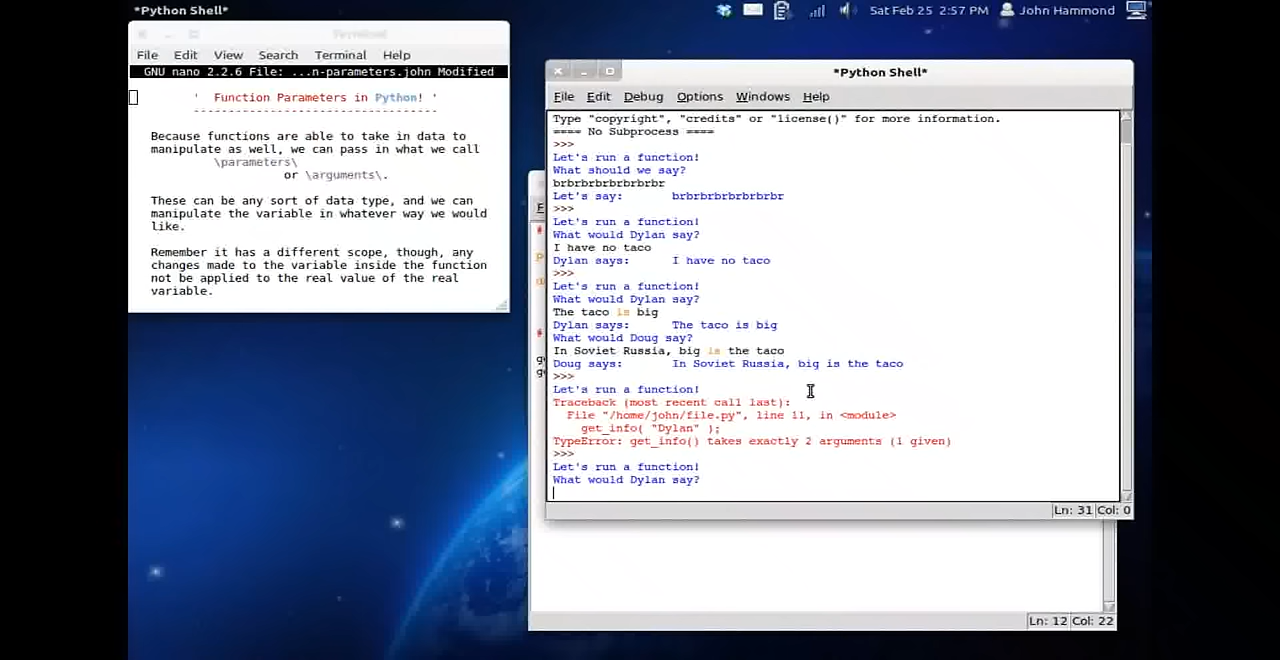 *Python Shell*
Sat Feb 25 2:57 PM John Hammond
Terminal
File Edit View Search Terminal Help
GNU nano 2.2.6 File: ...n-parameters.john Modified
' Function Parameters in Python! '
-----------------------------------
Because functions are able to take in data to
manipulate as well, we can pass in what we call
\parameters\
or \arguments\.
These can be any sort of data type, and we can
manipulate the variable in whatever way we would
like.
Remember it has a different scope, though, any
changes made to the variable inside the function
not be applied to the real value of the real
variable.
*Python Shell*
File Edit Debug Options Windows Help
Type "copyright", "credits" or "license()" for more information.
==== No Subprocess ====
>>>
Let's run a function!
What should we say?
brbrbrbrbrbrbrbr
Let's say: brbrbrbrbrbrbrbr
>>>
Let's run a function!
What would Dylan say?
I have no taco
Dylan says: I have no taco
>>>
Let's run a function!
What would Dylan say?
The taco is big
Dylan says: The taco is big
What would Doug say?
In Soviet Russia, big is the taco
Doug says: In Soviet Russia, big is the taco
>>>
Let's run a function!
Traceback (most recent call last):
File "/home/john/file.py", line 11, in <module>
get_info( "Dylan" );
TypeError: get_info() takes exactly 2 arguments (1 given)
>>>
Let's run a function!
What would Dylan say?
Ln: 31 Col: 0
Ln: 12 Col: 22